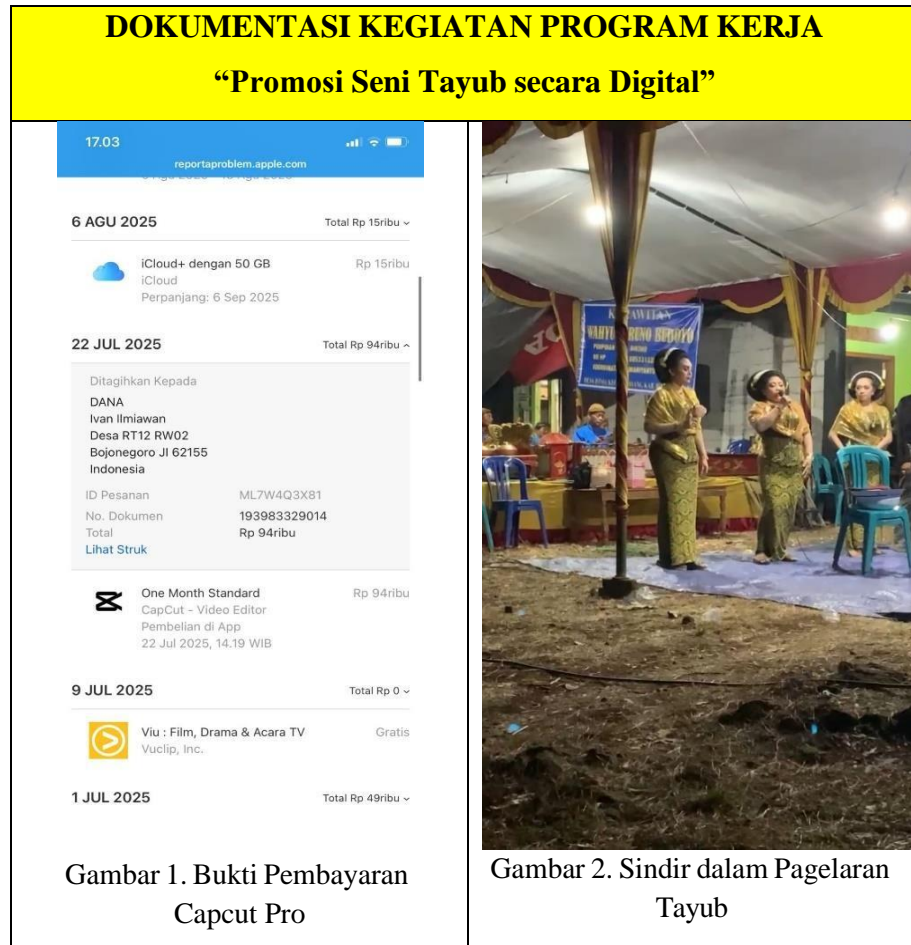 DOKUMENTASI KEGIATAN PROGRAM KERJA
“Promosi Seni Tayub secara Digital”
17.03
reportaproblem.apple.com
6 AGU 2025 Total Rp 15ribu
iCloud+ dengan 50 GB Rp 15ribu
iCloud
Perpanjang: 6 Sep 2025
22 JUL 2025 Total Rp 94ribu
Ditagihkan Kepada
DANA
Ivan Ilmiawan
Desa RT12 RW02
Bojonegoro JI 62155
Indonesia
ID Pesanan ML7W4Q3X81
No. Dokumen 193983329014
Total Rp 94ribu
Lihat Struk
One Month Standard Rp 94ribu
CapCut - Video Editor
Pembelian di App
22 Jul 2025, 14.19 WIB
9 JUL 2025 Total Rp 0
Viu : Film, Drama & Acara TV Gratis
Vuclip, Inc.
1 JUL 2025 Total Rp 49ribu
Gambar 1. Bukti Pembayaran
Capcut Pro
WAHYU
Gambar 2. Sindir dalam Pagelaran
Tayub